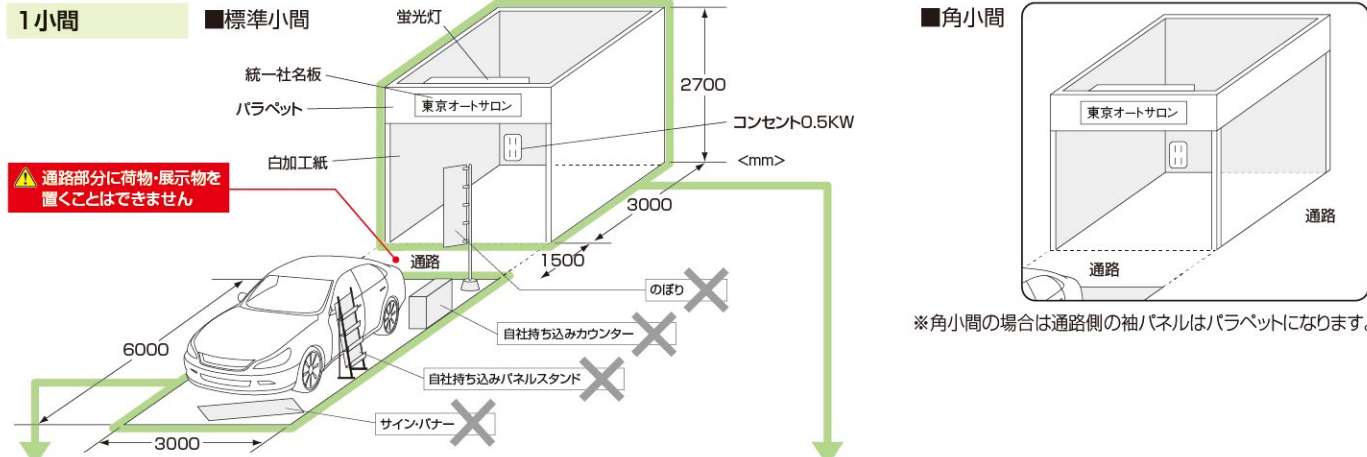 1小間
■標準小間
蛍光灯
統一社名板
パラペット
東京オートサロン
2700
コンセント0.5KW
白加工紙
<mm>
⚠ 通路部分に荷物・展示物を
置くことはできません
3000
通路
1500
のぼり
自社持ち込みカウンター
6000
自社持ち込みパネルスタンド
サイン・バナー
3000
■角小間
東京オートサロン
通路
通路
※角小間の場合は通路側の袖パネルはパラペットになります。